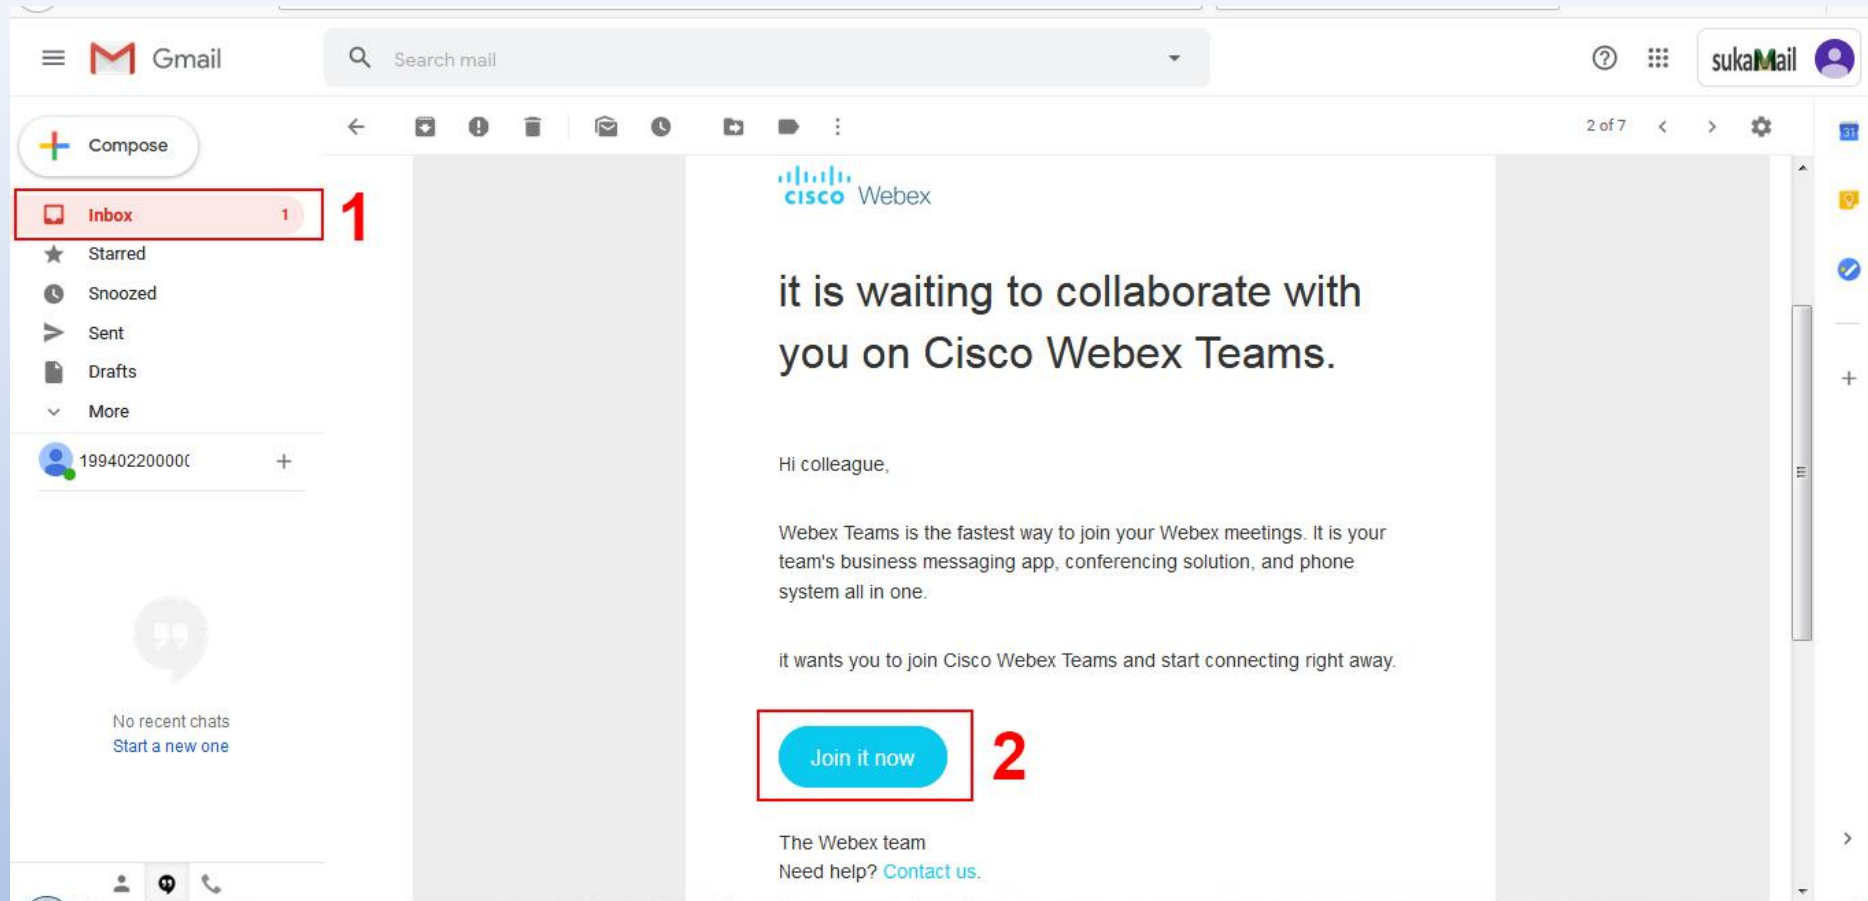 Gmail
Search mail
sukaMail
Compose
2 of 7
31
Inbox 1
1
Starred
Snoozed
Sent
Drafts
More
19940220000(
No recent chats
Start a new one
cisco Webex
it is waiting to collaborate with
you on Cisco Webex Teams.
Hi colleague,
Webex Teams is the fastest way to join your Webex meetings. It is your
team's business messaging app, conferencing solution, and phone
system all in one.
it wants you to join Cisco Webex Teams and start connecting right away.
Join it now
2
The Webex team
Need help? Contact us.